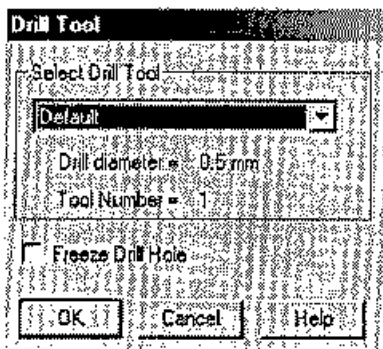 Drill Tool
Select Drill Tool
Default
Drill diameter = 0.5 mm
Tool Number = 1
Freeze Drill Hole
OK Cancel Help